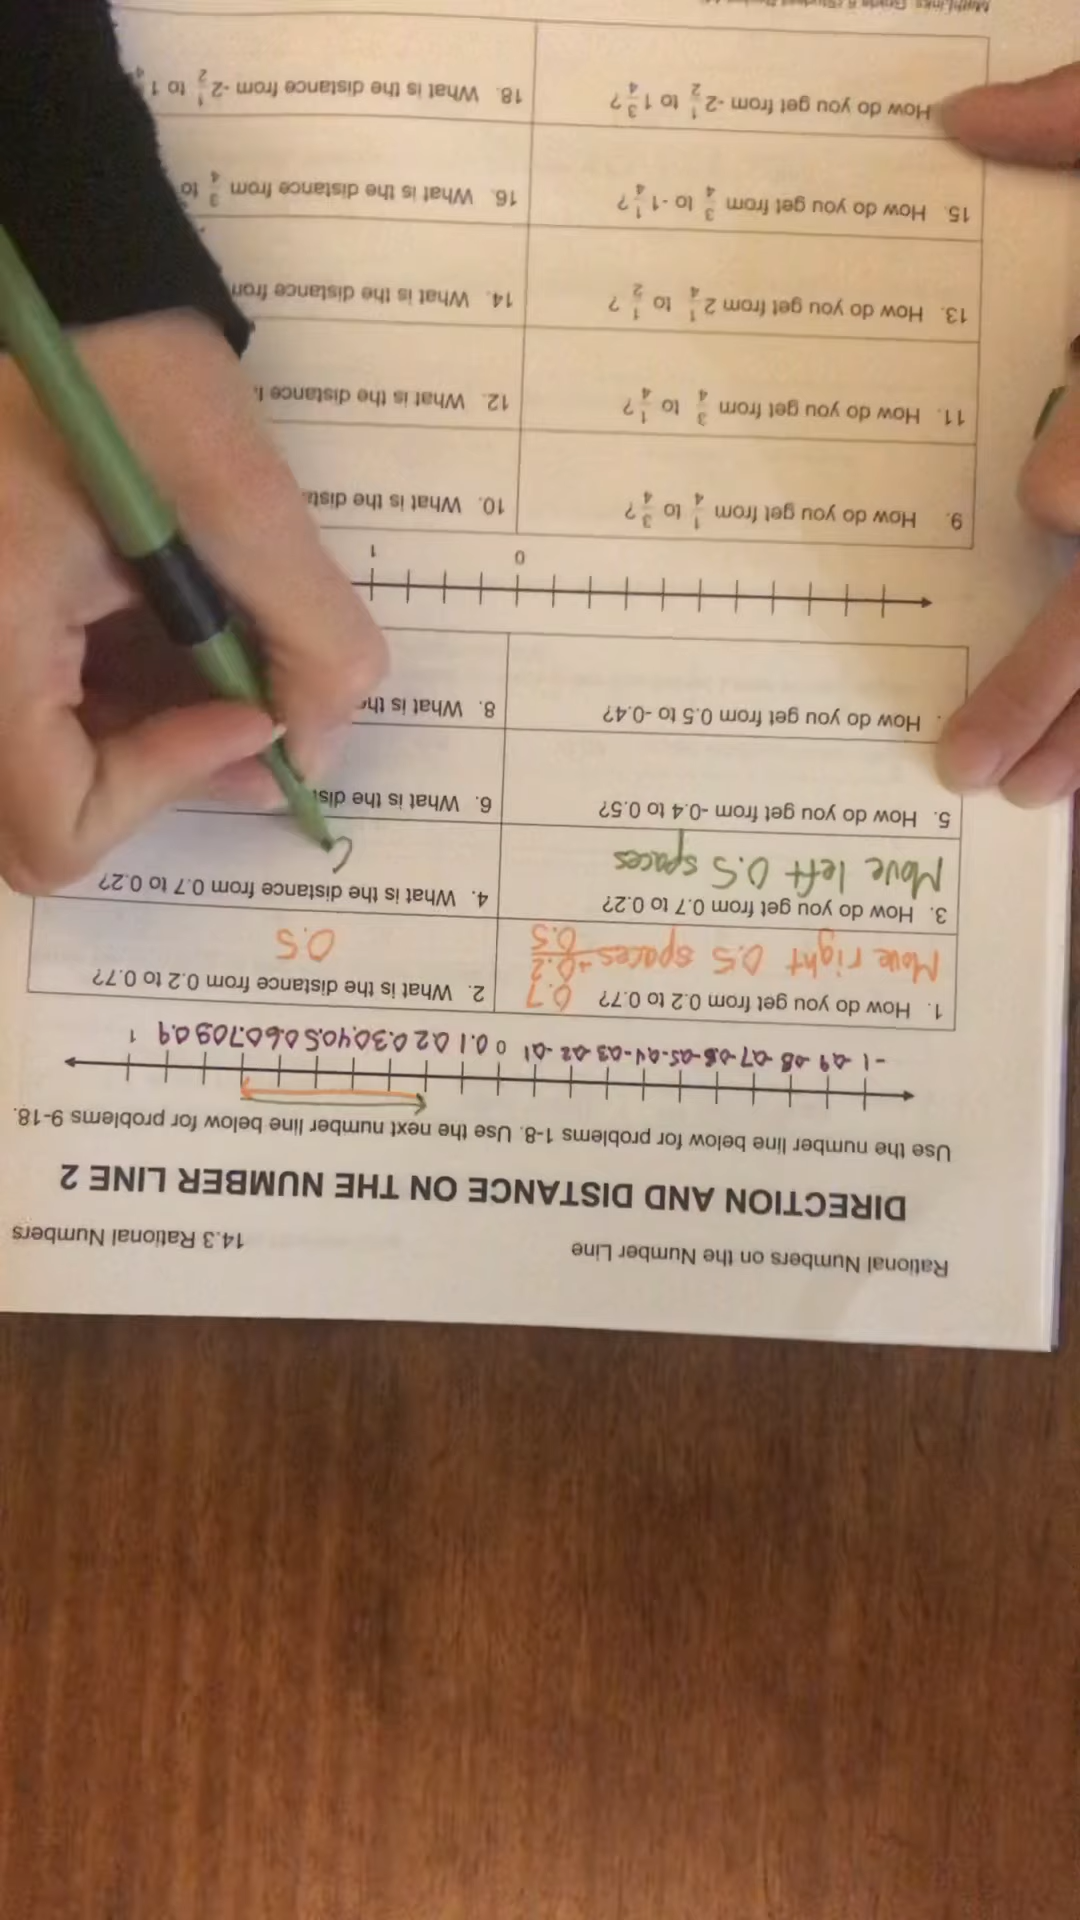 Rational Numbers on the Number Line 14.3 Rational Numbers
DIRECTION AND DISTANCE ON THE NUMBER LINE 2
Use the number line below for problems 1-8. Use the next number line below for problems 9-18.
-1 -0.9 -0.8 -0.7 -0.6 -0.5 -0.4 -0.3 -0.2 -0.1 0 0.1 0.2 0.3 0.4 0.5 0.6 0.7 0.8 0.9 1
1. How do you get from 0.2 to 0.7?
0.7
-0.2
0.5
Move right 0.5 spaces
2. What is the distance from 0.2 to 0.7?
0.5
3. How do you get from 0.7 to 0.2?
Move left 0.5 spaces
4. What is the distance from 0.7 to 0.2?
5. How do you get from -0.4 to 0.5?
6. What is the dis
. How do you get from 0.5 to -0.4?
8. What is the
0 1
9. How do you get from 1/4 to 3/4?
10. What is the dista
11. How do you get from 3/4 to 1/4?
12. What is the distance
13. How do you get from 2 1/4 to 1/2?
14. What is the distance from
15. How do you get from 3/4 to -1 1/4?
16. What is the distance from 3/4 to
How do you get from -2 1/2 to 1 3/4?
18. What is the distance from -2 1/2 to 1